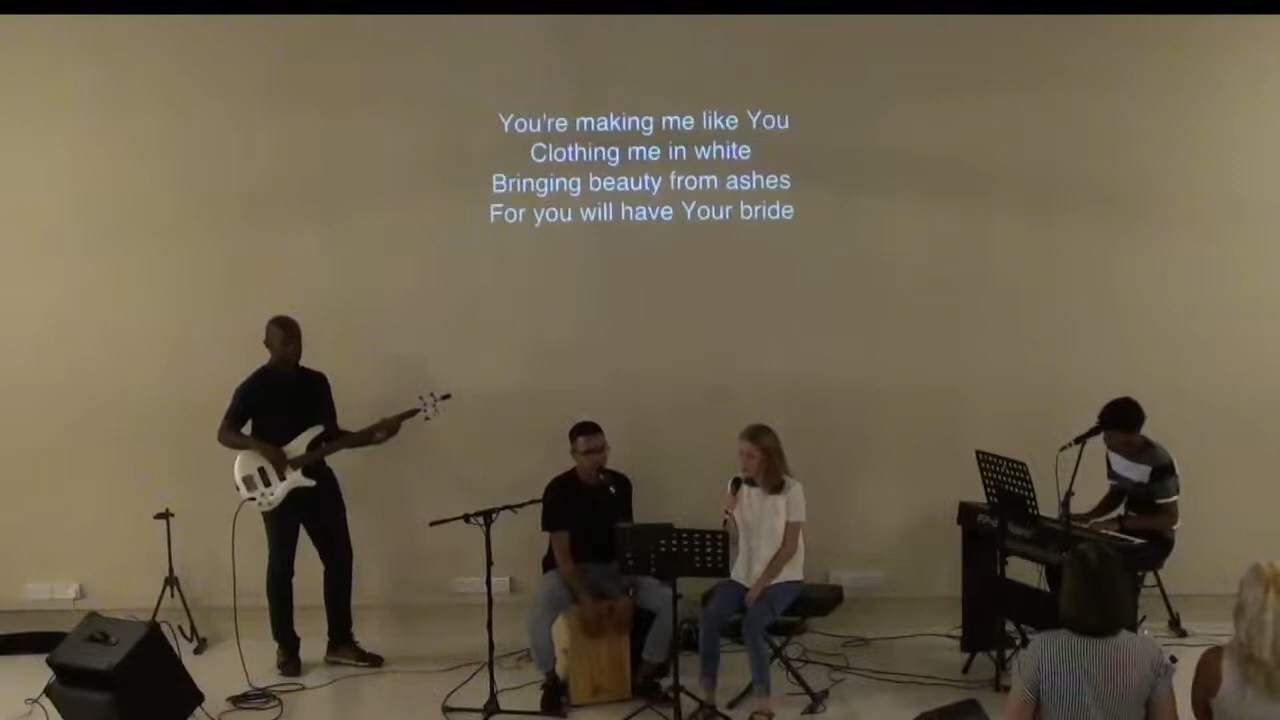 You're making me like You
Clothing me in white
Bringing beauty from ashes
For you will have Your bride